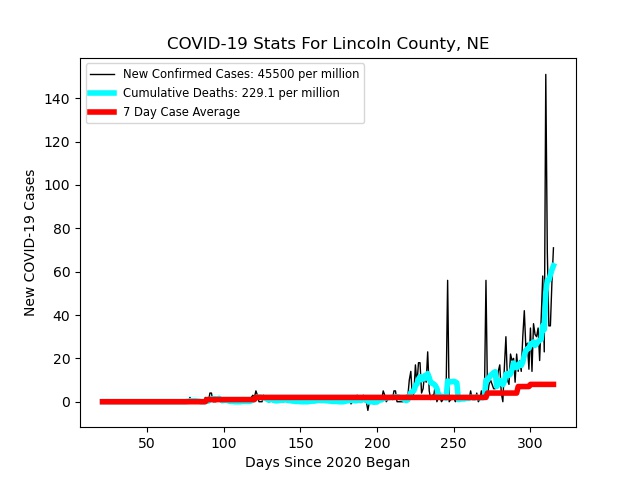 COVID-19 Stats For Lincoln County, NE
New Confirmed Cases: 45500 per million
Cumulative Deaths: 229.1 per million
7 Day Case Average
New COVID-19 Cases
140
120
100
80
60
40
20
0
50 100 150 200 250 300
Days Since 2020 Began